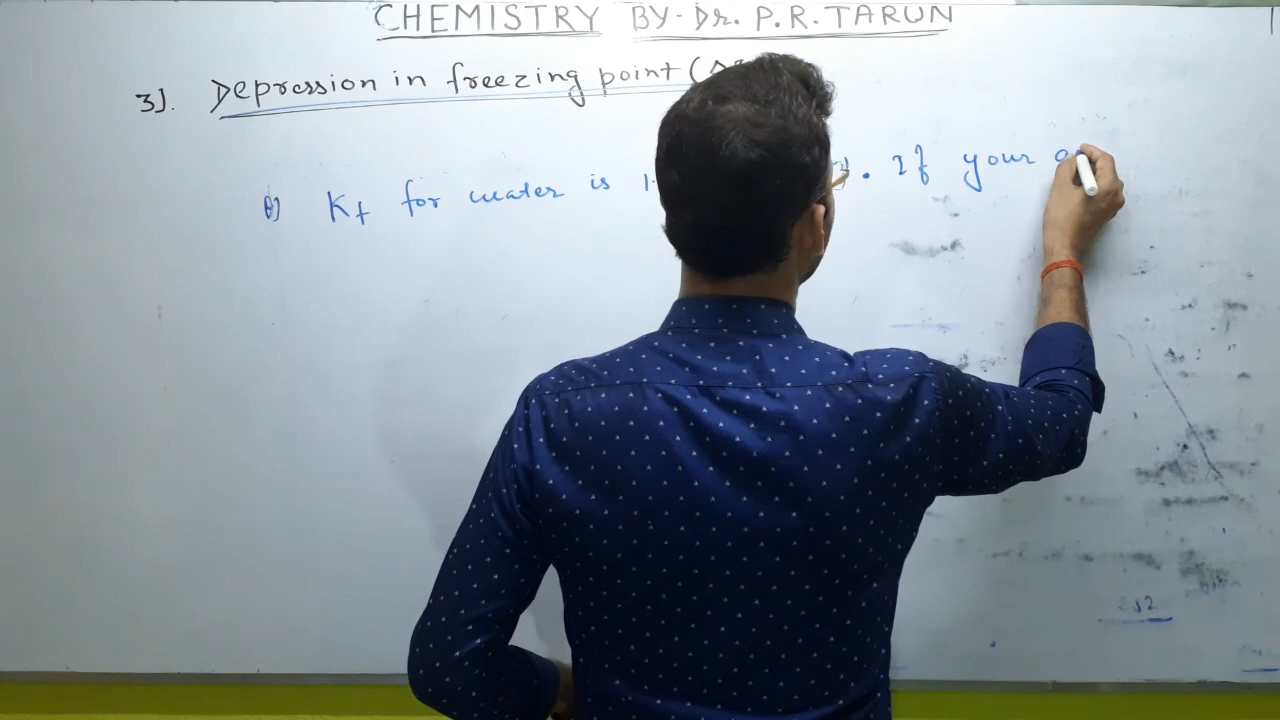 CHEMISTRY BY- Dr. P.R. TARUN
3]. Depression in freezing point (
Kf for water is 1. . If your